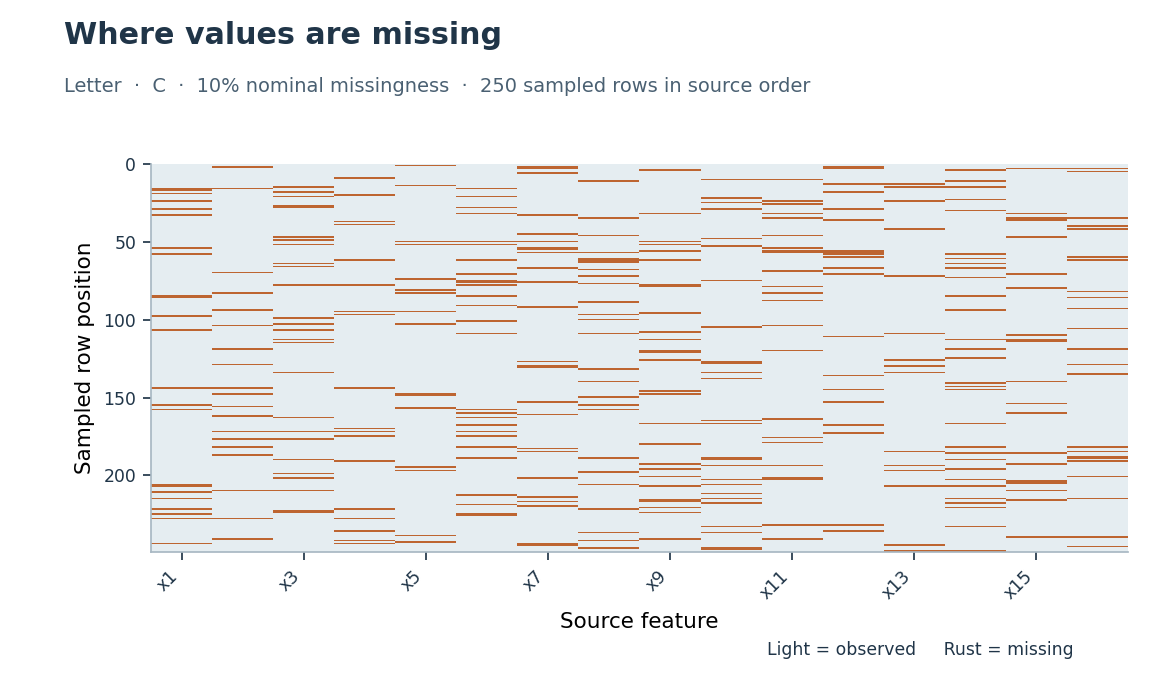 Where values are missing
Letter · C · 10% nominal missingness · 250 sampled rows in source order
Sampled row position
0
50
100
150
200
x1
x3
x5
x7
x9
x11
x13
x15
Source feature
Light = observed Rust = missing